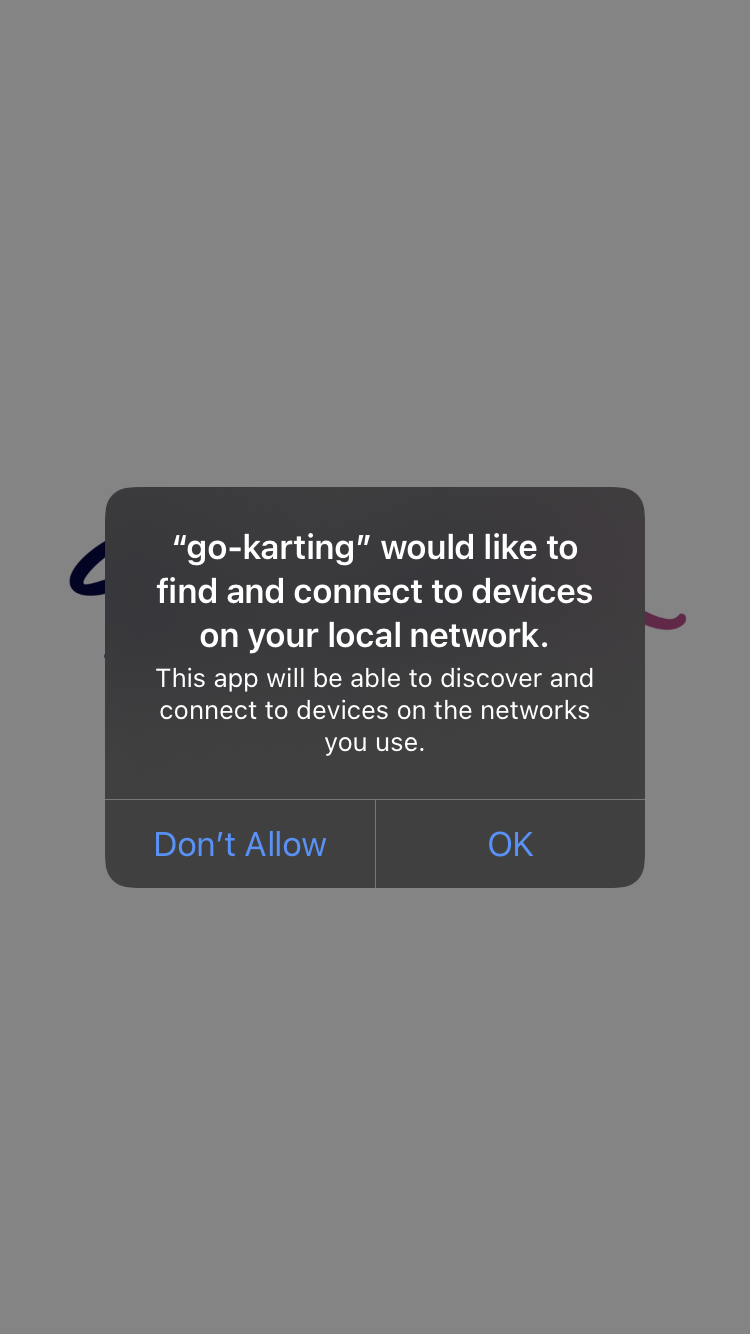 “go-karting” would like to
find and connect to devices
on your local network.
This app will be able to discover and
connect to devices on the networks
you use.
Don’t Allow
OK